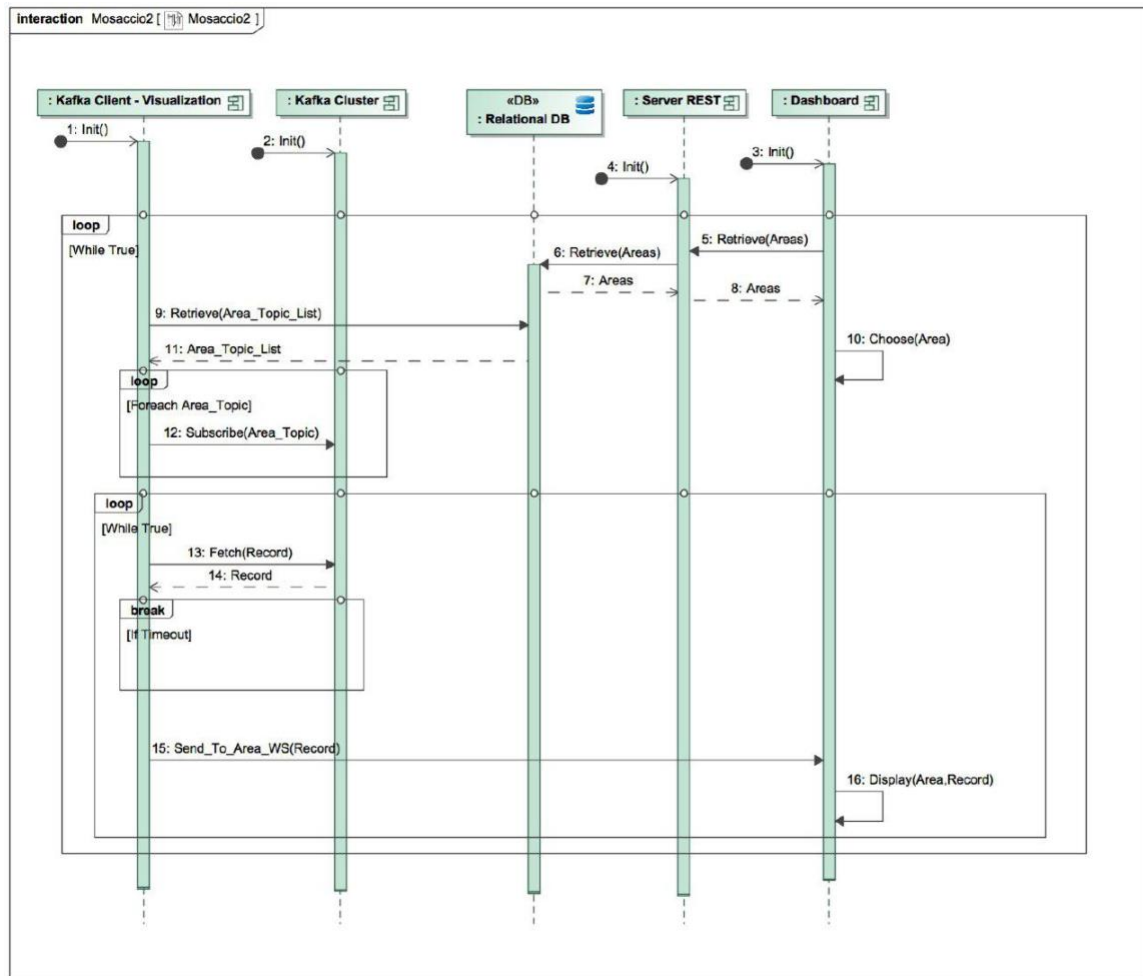 interaction Mosaccio2 [ Mosaccio2 ]
: Kafka Client - Visualization
: Kafka Cluster
«DB»
: Relational DB
: Server REST
: Dashboard
1: Init()
2: Init()
3: Init()
4: Init()
loop
[While True]
5: Retrieve(Areas)
6: Retrieve(Areas)
7: Areas
8: Areas
9: Retrieve(Area_Topic_List)
10: Choose(Area)
11: Area_Topic_List
loop
[Foreach Area_Topic]
12: Subscribe(Area_Topic)
loop
[While True]
13: Fetch(Record)
14: Record
break
[If Timeout]
15: Send_To_Area_WS(Record)
16: Display(Area,Record)